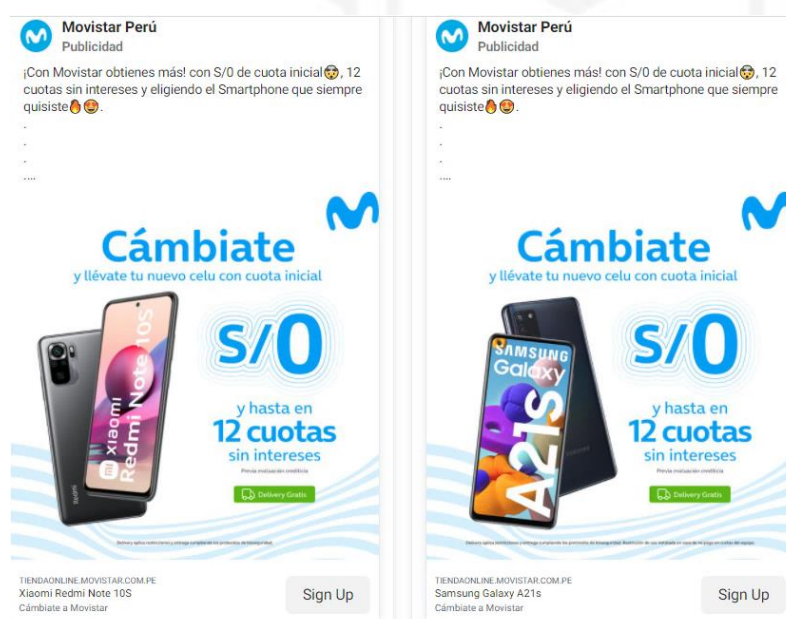 Movistar Perú
Publicidad
¡Con Movistar obtienes más! con S/0 de cuota inicial🤯, 12
cuotas sin intereses y eligiendo el Smartphone que siempre
quisiste🔥🤩.
.
.
.
....
Cámbiate
y llévate tu nuevo celu con cuota inicial
S/0
y hasta en
12 cuotas
sin intereses
Previa evaluación crediticia
Delivery Gratis
Xiaomi
Redmi Note 10S
Redmi
TIENDAONLINE.MOVISTAR.COM.PE
Xiaomi Redmi Note 10S
Cámbiate a Movistar
Sign Up
Movistar Perú
Publicidad
¡Con Movistar obtienes más! con S/0 de cuota inicial🤯, 12
cuotas sin intereses y eligiendo el Smartphone que siempre
quisiste🔥🤩.
.
.
.
....
Cámbiate
y llévate tu nuevo celu con cuota inicial
S/0
y hasta en
12 cuotas
sin intereses
Previa evaluación crediticia
Delivery Gratis
SAMSUNG
Galaxy
A21S
SAMSUNG
TIENDAONLINE.MOVISTAR.COM.PE
Samsung Galaxy A21s
Cámbiate a Movistar
Sign Up